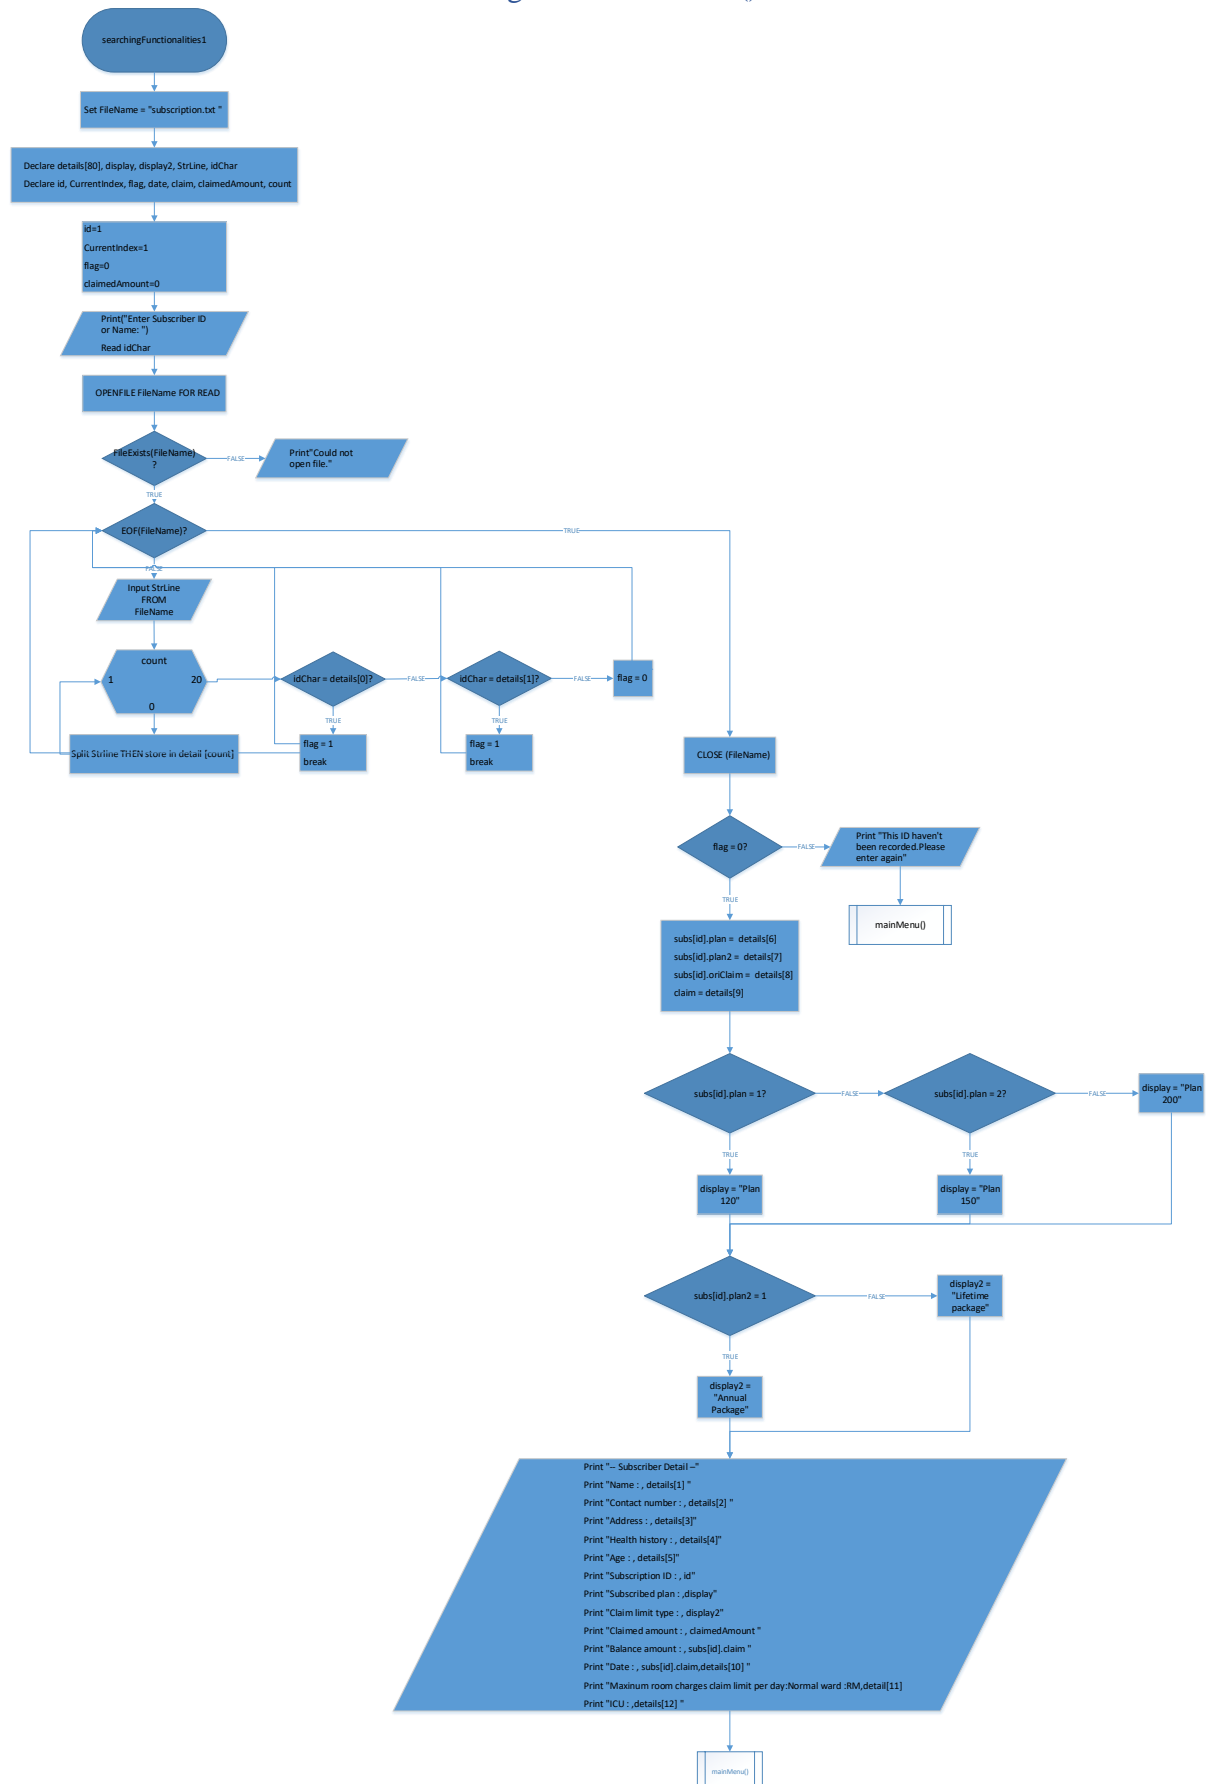 searchingFunctionalities1
Set FileName = "subscription.txt "
Declare details[80], display, display2, StrLine, idChar
Declare id, CurrentIndex, flag, date, claim, claimedAmount, count
id=1
CurrentIndex=1
flag=0
claimedAmount=0
Print("Enter Subscriber ID
or Name: ")
Read idChar
OPENFILE FileName FOR READ
FileExists(FileName)
?
FALSE
Print"Could not
open file."
TRUE
EOF(FileName)?
TRUE
FALSE
Input StrLine
FROM
FileName
count
1
20
0
idChar = details[0]?
FALSE
idChar = details[1]?
FALSE
flag = 0
TRUE
TRUE
Split Strline THEN store in detail [count]
flag = 1
break
flag = 1
break
CLOSE (FileName)
flag = 0?
FALSE
Print "This ID haven't
been recorded.Please
enter again"
TRUE
mainMenu()
subs[id].plan =  details[6]
subs[id].plan2 =  details[7]
subs[id].oriClaim =  details[8]
claim = details[9]
subs[id].plan = 1?
FALSE
subs[id].plan = 2?
FALSE
display = "Plan
200"
TRUE
TRUE
display = "Plan
120"
display = "Plan
150"
subs[id].plan2 = 1
FALSE
display2 =
"Lifetime
package"
TRUE
display2 =
"Annual
Package"
Print "-- Subscriber Detail --"
Print "Name : , details[1] "
Print "Contact number : , details[2] "
Print "Address : , details[3]"
Print "Health history : , details[4]"
Print "Age : , details[5]"
Print "Subscription ID : , id"
Print "Subscribed plan : ,display"
Print "Claim limit type : , display2"
Print "Claimed amount : , claimedAmount "
Print "Balance amount : , subs[id].claim "
Print "Date : , subs[id].claim,details[10] "
Print "Maxinum room charges claim limit per day:Normal ward :RM,detail[11]
Print "ICU : ,details[12] "
mainMenu()